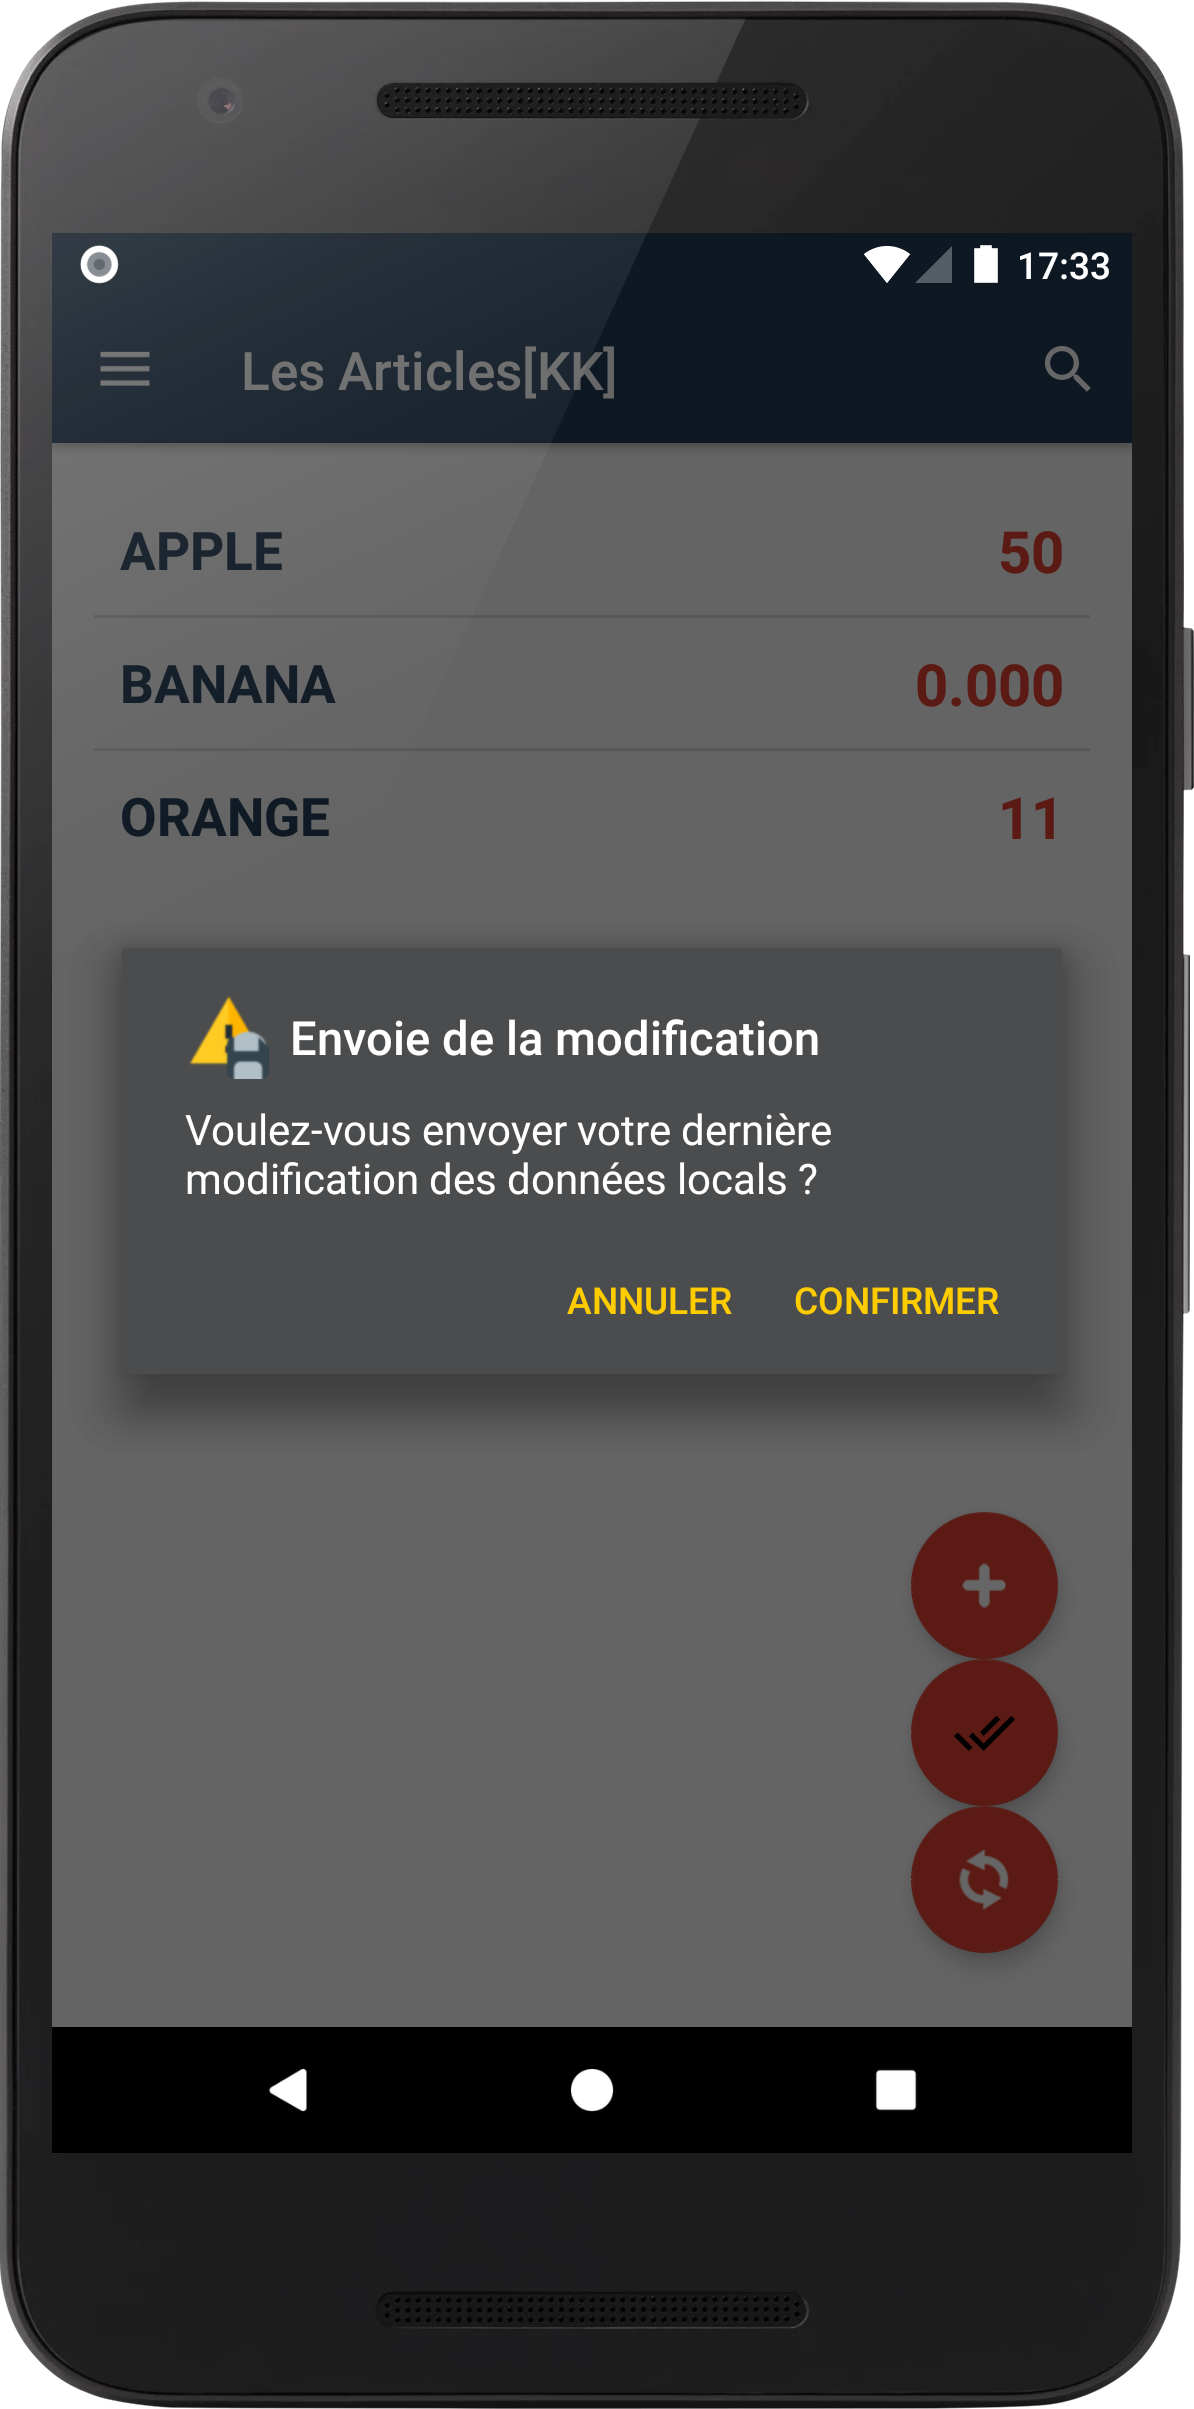 17:33
Les Articles[KK]
APPLE 50
BANANA 0.000
ORANGE 11
Envoie de la modification
Voulez-vous envoyer votre dernière
modification des données locals ?
ANNULER CONFIRMER